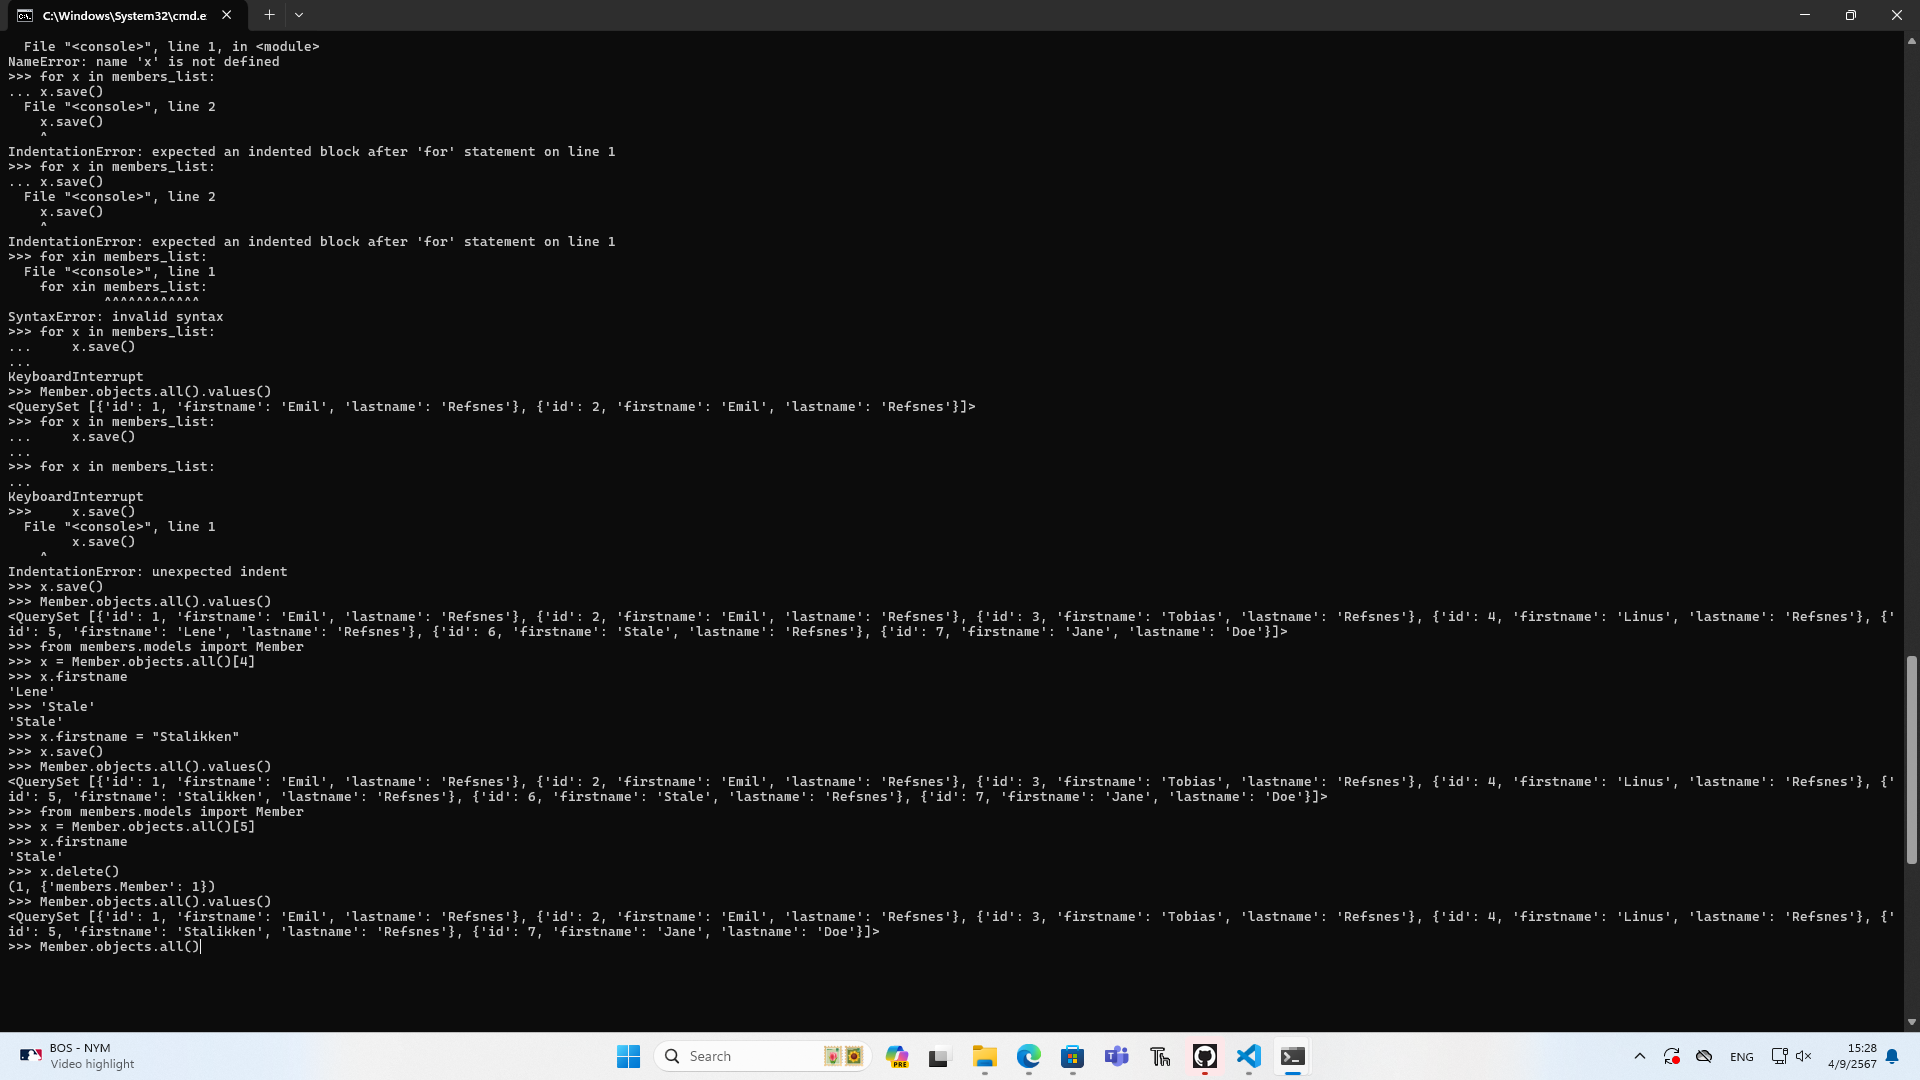 C:\Windows\System32\cmd.e
  File "<console>", line 1, in <module>
NameError: name 'x' is not defined
>>> for x in members_list:
... x.save()
  File "<console>", line 2
    x.save()
    ^
IndentationError: expected an indented block after 'for' statement on line 1
>>> for x in members_list:
... x.save()
  File "<console>", line 2
    x.save()
    ^
IndentationError: expected an indented block after 'for' statement on line 1
>>> for xin members_list:
  File "<console>", line 1
    for xin members_list:
            ^^^^^^^^^^^^
SyntaxError: invalid syntax
>>> for x in members_list:
...     x.save()
...
KeyboardInterrupt
>>> Member.objects.all().values()
<QuerySet [{'id': 1, 'firstname': 'Emil', 'lastname': 'Refsnes'}, {'id': 2, 'firstname': 'Emil', 'lastname': 'Refsnes'}]>
>>> for x in members_list:
...     x.save()
...
>>> for x in members_list:
...
KeyboardInterrupt
>>>     x.save()
  File "<console>", line 1
        x.save()
    ^
IndentationError: unexpected indent
>>> x.save()
>>> Member.objects.all().values()
<QuerySet [{'id': 1, 'firstname': 'Emil', 'lastname': 'Refsnes'}, {'id': 2, 'firstname': 'Emil', 'lastname': 'Refsnes'}, {'id': 3, 'firstname': 'Tobias', 'lastname': 'Refsnes'}, {'id': 4, 'firstname': 'Linus', 'lastname': 'Refsnes'}, {'
id': 5, 'firstname': 'Lene', 'lastname': 'Refsnes'}, {'id': 6, 'firstname': 'Stale', 'lastname': 'Refsnes'}, {'id': 7, 'firstname': 'Jane', 'lastname': 'Doe'}]>
>>> from members.models import Member
>>> x = Member.objects.all()[4]
>>> x.firstname
'Lene'
>>> 'Stale'
'Stale'
>>> x.firstname = "Stalikken"
>>> x.save()
>>> Member.objects.all().values()
<QuerySet [{'id': 1, 'firstname': 'Emil', 'lastname': 'Refsnes'}, {'id': 2, 'firstname': 'Emil', 'lastname': 'Refsnes'}, {'id': 3, 'firstname': 'Tobias', 'lastname': 'Refsnes'}, {'id': 4, 'firstname': 'Linus', 'lastname': 'Refsnes'}, {'
id': 5, 'firstname': 'Stalikken', 'lastname': 'Refsnes'}, {'id': 6, 'firstname': 'Stale', 'lastname': 'Refsnes'}, {'id': 7, 'firstname': 'Jane', 'lastname': 'Doe'}]>
>>> from members.models import Member
>>> x = Member.objects.all()[5]
>>> x.firstname
'Stale'
>>> x.delete()
(1, {'members.Member': 1})
>>> Member.objects.all().values()
<QuerySet [{'id': 1, 'firstname': 'Emil', 'lastname': 'Refsnes'}, {'id': 2, 'firstname': 'Emil', 'lastname': 'Refsnes'}, {'id': 3, 'firstname': 'Tobias', 'lastname': 'Refsnes'}, {'id': 4, 'firstname': 'Linus', 'lastname': 'Refsnes'}, {'
id': 5, 'firstname': 'Stalikken', 'lastname': 'Refsnes'}, {'id': 7, 'firstname': 'Jane', 'lastname': 'Doe'}]>
>>> Member.objects.all()
BOS - NYM
Video highlight
Search
PRE
ENG
15:28
4/9/2567